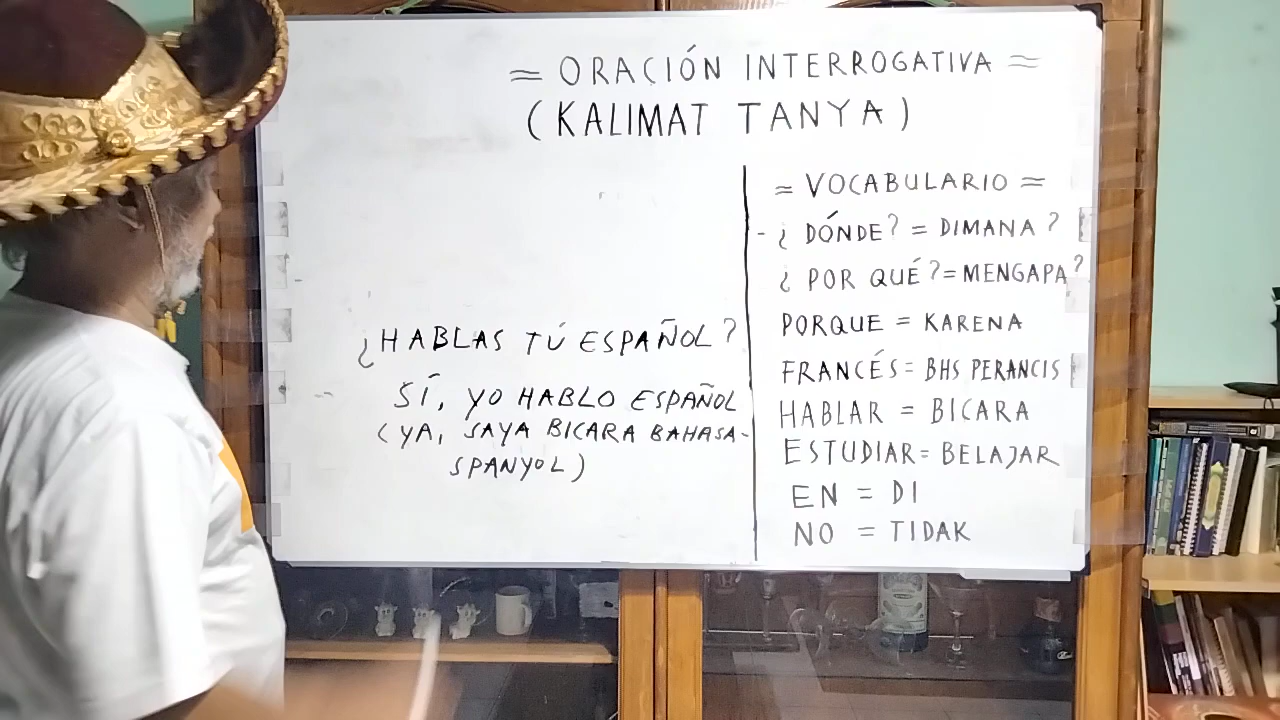 = ORACIÓN INTERROGATIVA =
(KALIMAT TANYA)
¿HABLAS TÚ ESPAÑOL?
SÍ, YO HABLO ESPAÑOL
(YA, SAYA BICARA BAHASA-
SPANYOL)
= VOCABULARIO =
- ¿DÓNDE? = DIMANA?
¿POR QUÉ? = MENGAPA?
PORQUE = KARENA
FRANCÉS = BHS PERANCIS
HABLAR = BICARA
ESTUDIAR = BELAJAR
EN = DI
NO = TIDAK